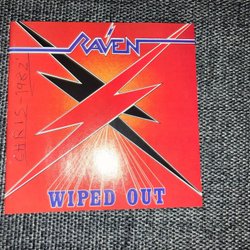 RAVEN
CHRIS - 1982'
WIPED OUT